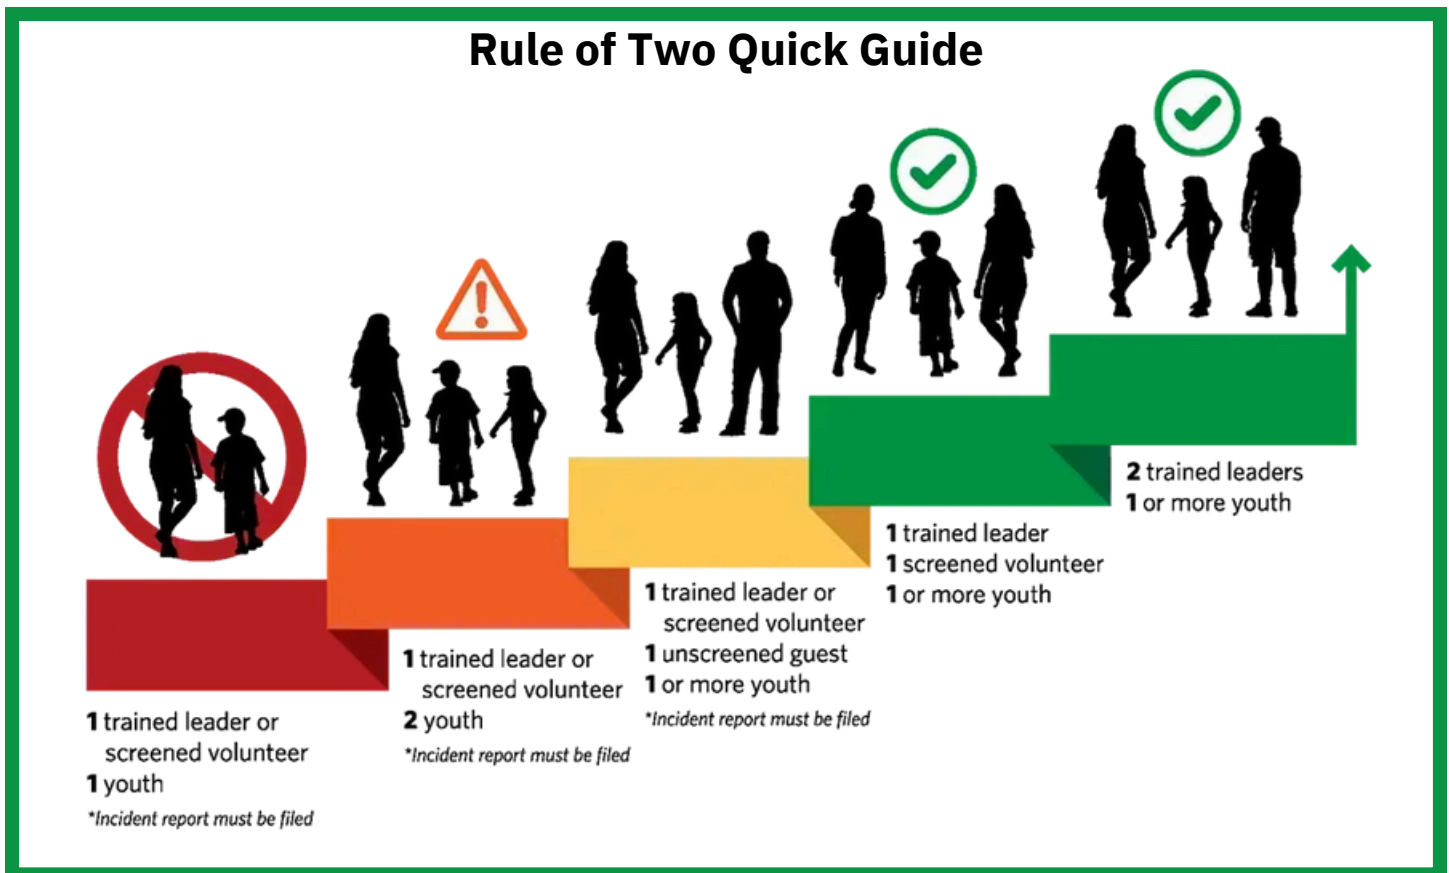 Rule of Two Quick Guide
1 trained leader or
screened volunteer
1 youth
*Incident report must be filed
1 trained leader or
screened volunteer
2 youth
*Incident report must be filed
1 trained leader or
screened volunteer
1 unscreened guest
1 or more youth
*Incident report must be filed
1 trained leader
1 screened volunteer
1 or more youth
2 trained leaders
1 or more youth